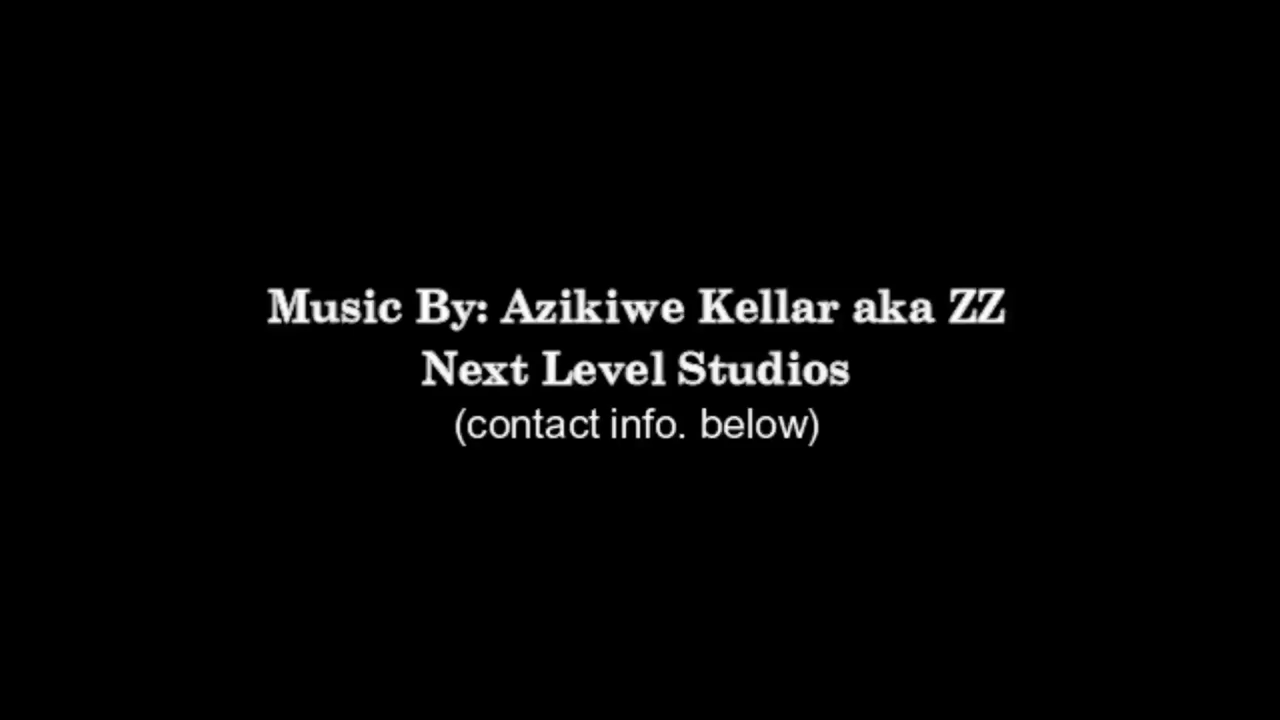 Music By: Azikiwe Kellar aka ZZ
Next Level Studios
(contact info. below)